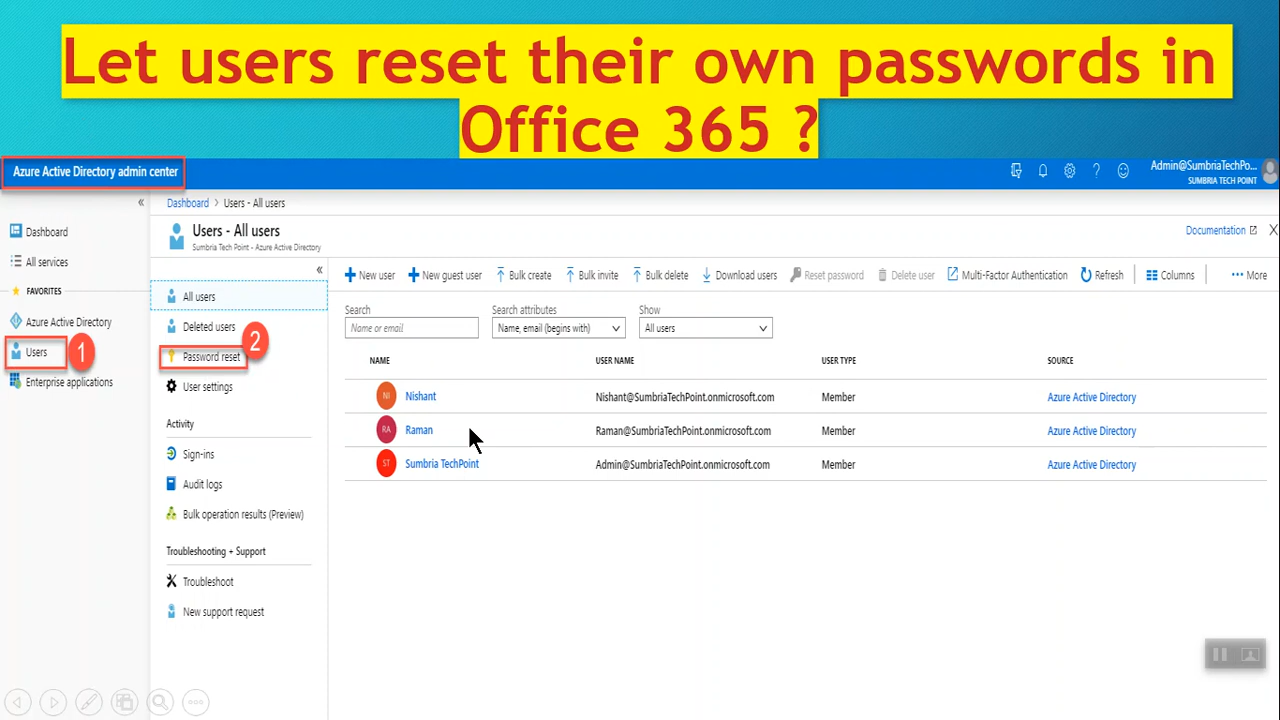 Let users reset their own passwords in
Office 365 ?
Azure Active Directory admin center
Admin@SumbriaTechPo...
SUMBRIA TECH POINT
Dashboard > Users - All users
Users - All users
Sumbria Tech Point - Azure Active Directory
Documentation
Dashboard
All services
FAVORITES
Azure Active Directory
Users
1
Enterprise applications
All users
Deleted users
Password reset
2
User settings
Activity
Sign-ins
Audit logs
Bulk operation results (Preview)
Troubleshooting + Support
Troubleshoot
New support request
New user New guest user Bulk create Bulk invite Bulk delete Download users Reset password Delete user Multi-Factor Authentication Refresh Columns More
Search Search attributes Show
Name or email Name, email (begins with) All users
NAME USER NAME USER TYPE SOURCE
NI Nishant Nishant@SumbriaTechPoint.onmicrosoft.com Member Azure Active Directory
RA Raman Raman@SumbriaTechPoint.onmicrosoft.com Member Azure Active Directory
ST Sumbria TechPoint Admin@SumbriaTechPoint.onmicrosoft.com Member Azure Active Directory